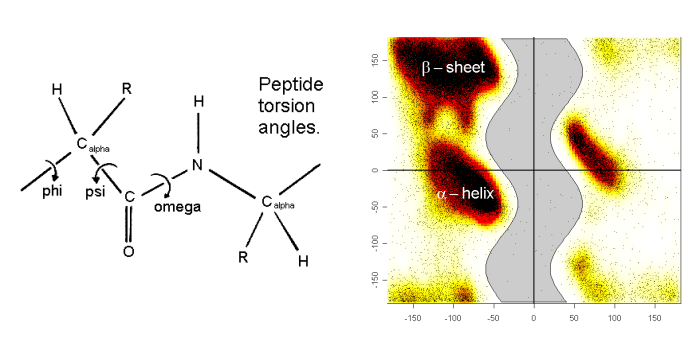 Peptide
torsion
angles.
H
R
H
C alpha
N
phi
psi
omega
C
C alpha
O
R
H
β – sheet
α – helix
150
100
50
0
-50
-100
-150
-150
-100
-50
0
50
100
150